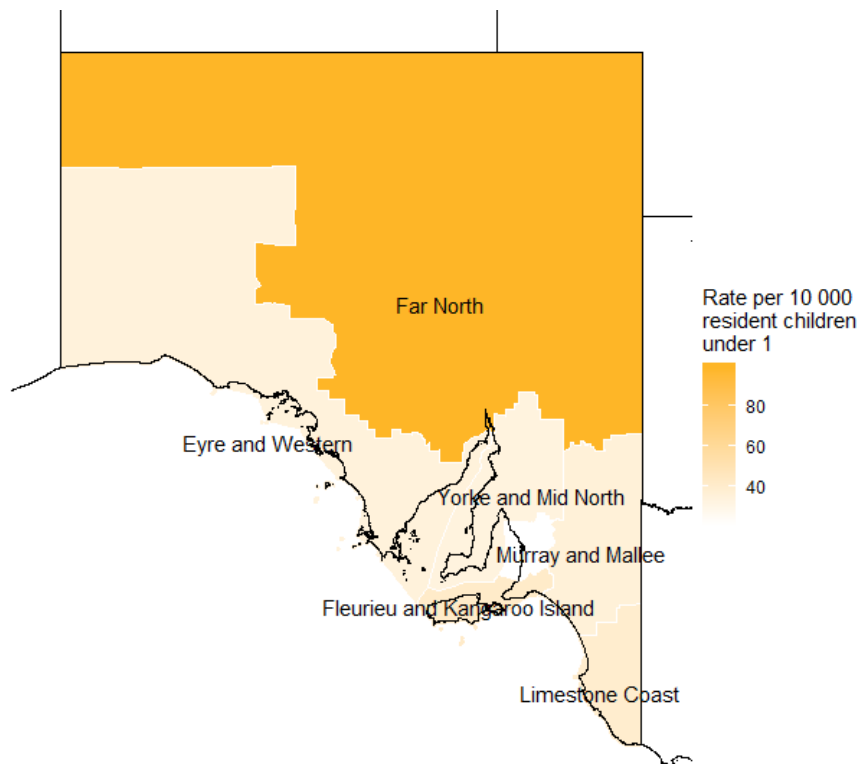 Far North
Rate per 10 000
resident children
under 1
80
60
40
Eyre and Western
Yorke and Mid North
Murray and Mallee
Fleurieu and Kangaroo Island
Limestone Coast